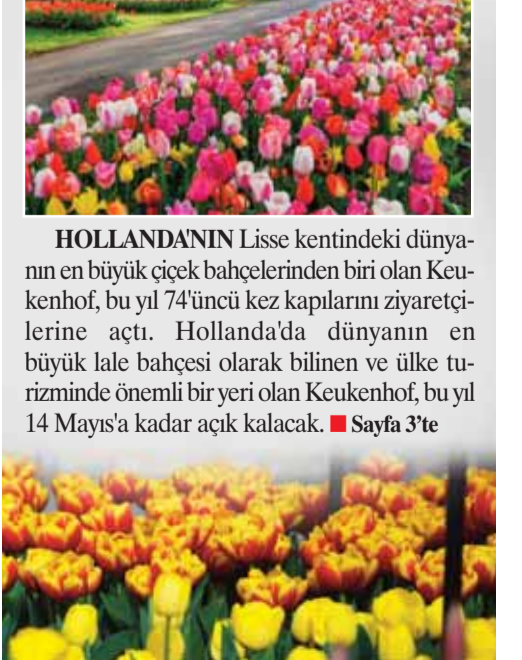 HOLLANDA'NIN Lisse kentindeki dünya-
nın en büyük çiçek bahçelerinden biri olan Keu-
kenhof, bu yıl 74'üncü kez kapılarını ziyaretçi-
lerine açtı. Hollanda'da dünyanın en
büyük lale bahçesi olarak bilinen ve ülke tu-
rizminde önemli bir yeri olan Keukenhof, bu yıl
14 Mayıs'a kadar açık kalacak. ■ Sayfa 3’te